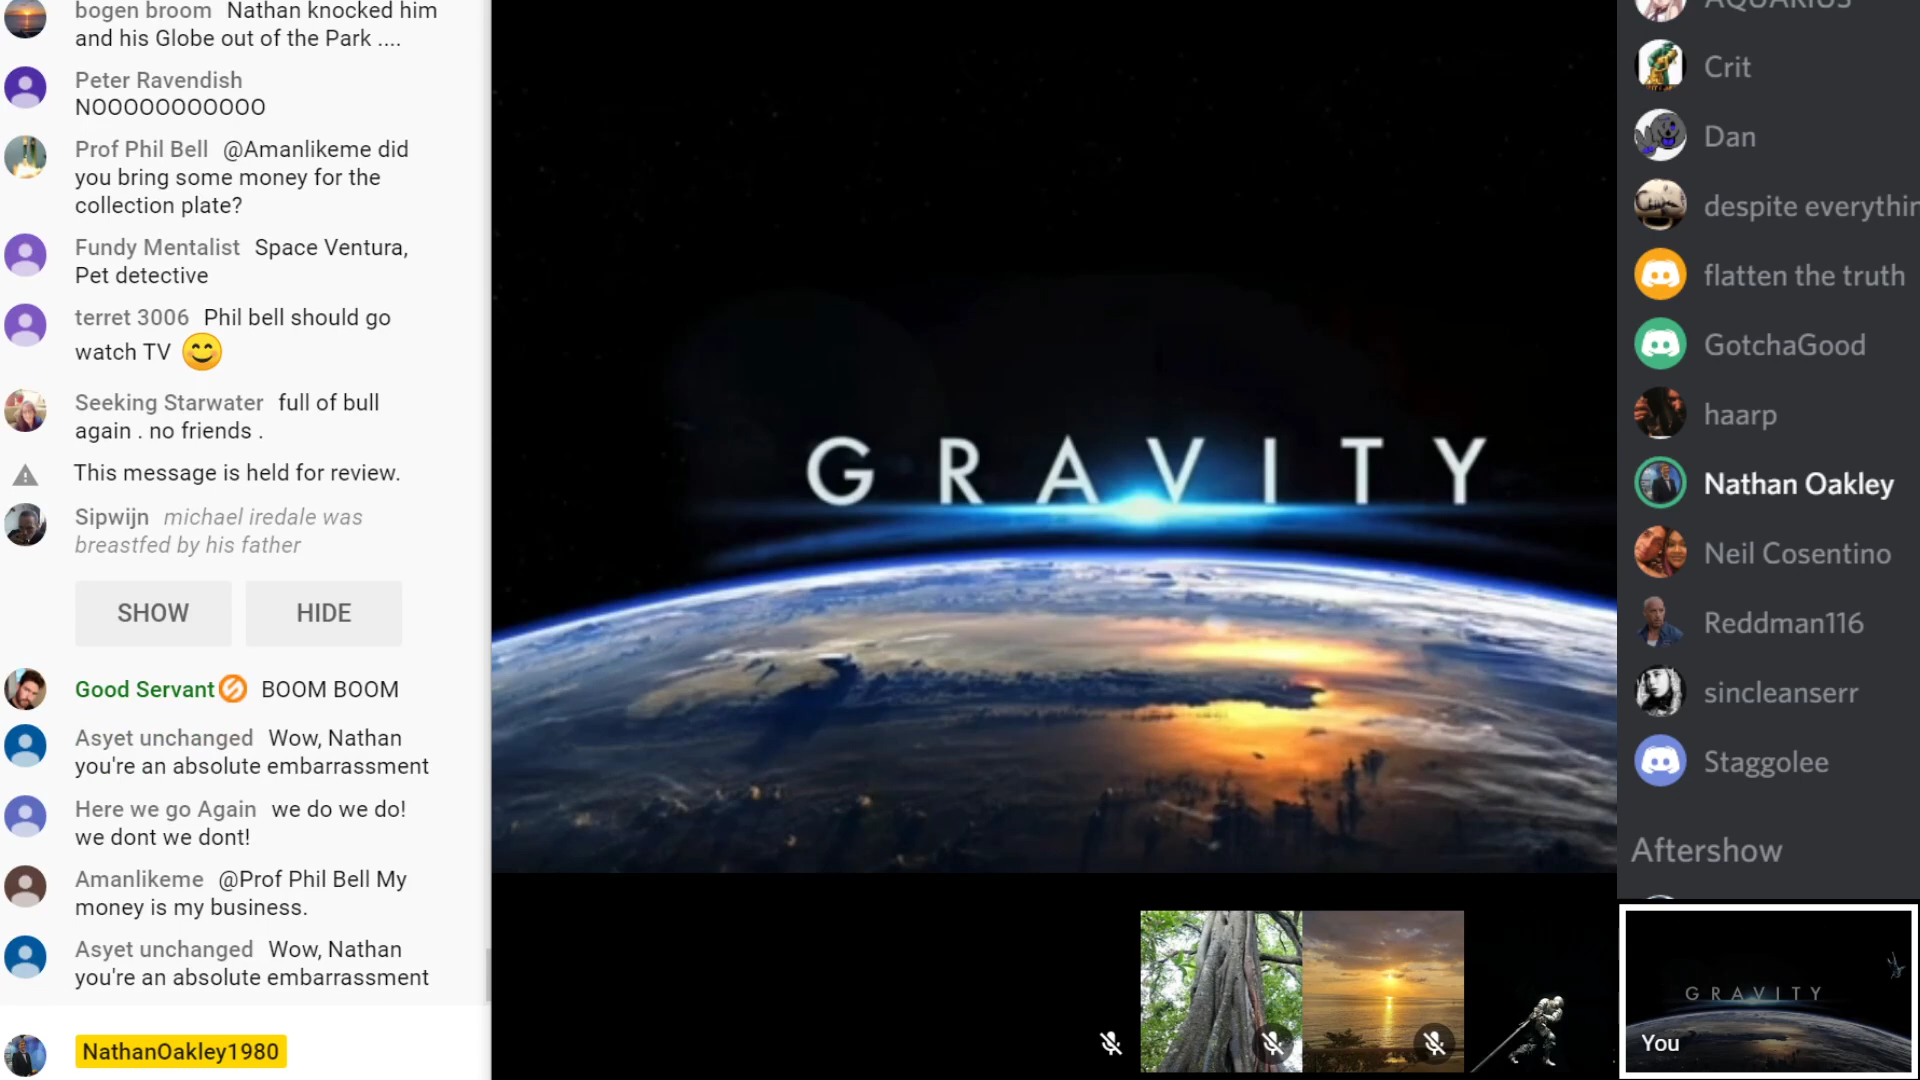 bogen broom Nathan knocked him
and his Globe out of the Park ....
Peter Ravendish
NOOOOOOOOOOO
Prof Phil Bell @Amanlikeme did
you bring some money for the
collection plate?
Fundy Mentalist Space Ventura,
Pet detective
terret 3006 Phil bell should go
watch TV 😊
Seeking Starwater full of bull
again . no friends .
This message is held for review.
Sipwijn michael iredale was
breastfed by his father
SHOW HIDE
Good Servant BOOM BOOM
Asyet unchanged Wow, Nathan
you're an absolute embarrassment
Here we go Again we do we do!
we dont we dont!
Amanlikeme @Prof Phil Bell My
money is my business.
Asyet unchanged Wow, Nathan
you're an absolute embarrassment
NathanOakley1980
GRAVITY
AQUARIUS
Crit
Dan
despite everythin
flatten the truth
GotchaGood
haarp
Nathan Oakley
Neil Cosentino
Reddman116
sincleanserr
Staggolee
Aftershow
GRAVITY
You